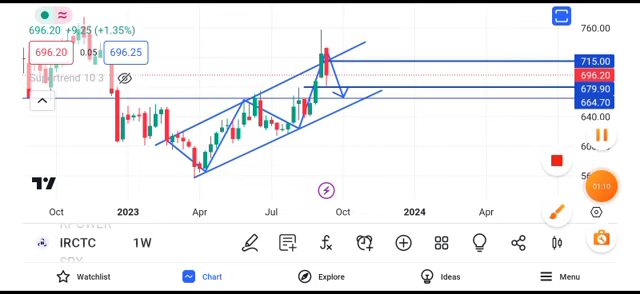 696.20 +9.25 (+1.35%)
760.00
696.20 0.05 696.25
715.00
Supertrend 10 3
696.20
679.90
664.70
640.00
01:10
Oct 2023 Apr Jul Oct 2024 Apr
IRCTC 1W
Watchlist Chart Explore Ideas Menu